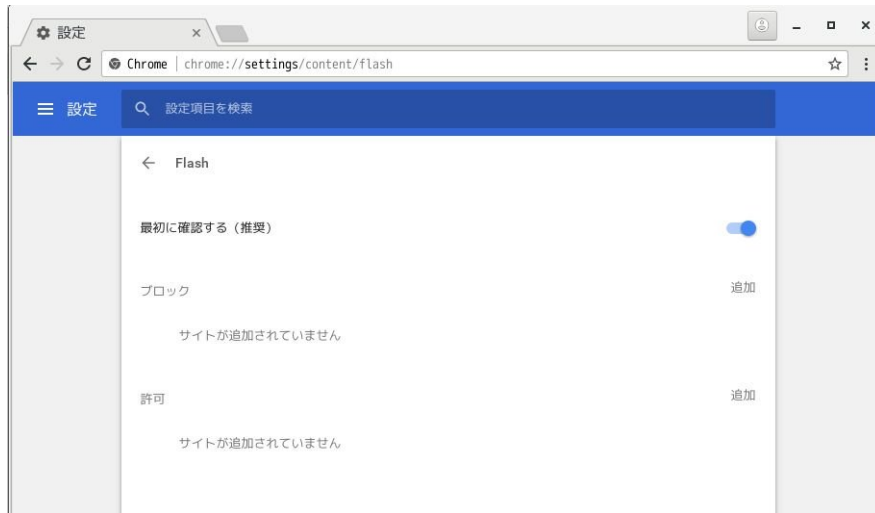 設定
Chrome | chrome://settings/content/flash
設定 設定項目を検索
Flash
最初に確認する（推奨）
ブロック 追加
サイトが追加されていません
許可 追加
サイトが追加されていません